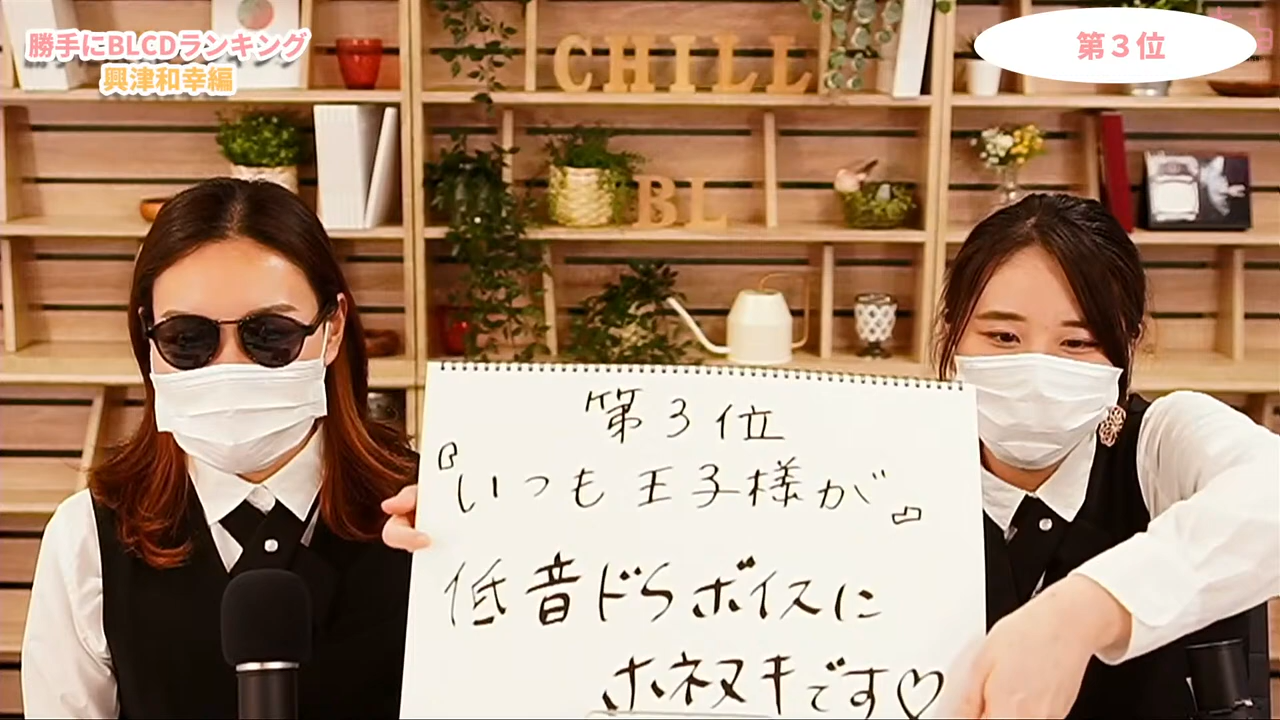 勝手にBLCDランキング
興津和幸編
第3位
CHILL
BL
第3位
『いつも王子様が』
低音ドSボイスに
ホネヌキです♡